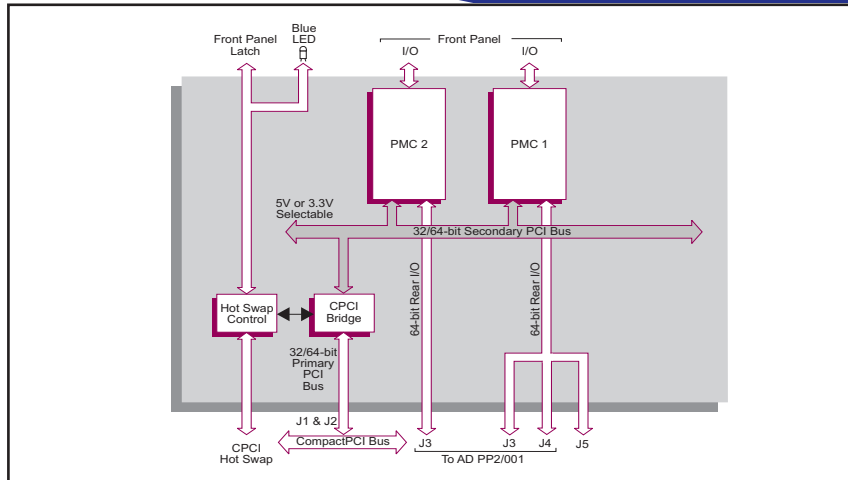 Front Panel
Latch
Blue
LED
Front Panel
I/O
I/O
PMC 2
PMC 1
5V or 3.3V
Selectable
32/64-bit Secondary PCI Bus
64-bit Rear I/O
64-bit Rear I/O
Hot Swap
Control
CPCI
Bridge
32/64-bit
Primary
PCI
Bus
J1 & J2
CompactPCI Bus
CPCI
Hot Swap
J3
J3
J4
J5
To AD PP2/001